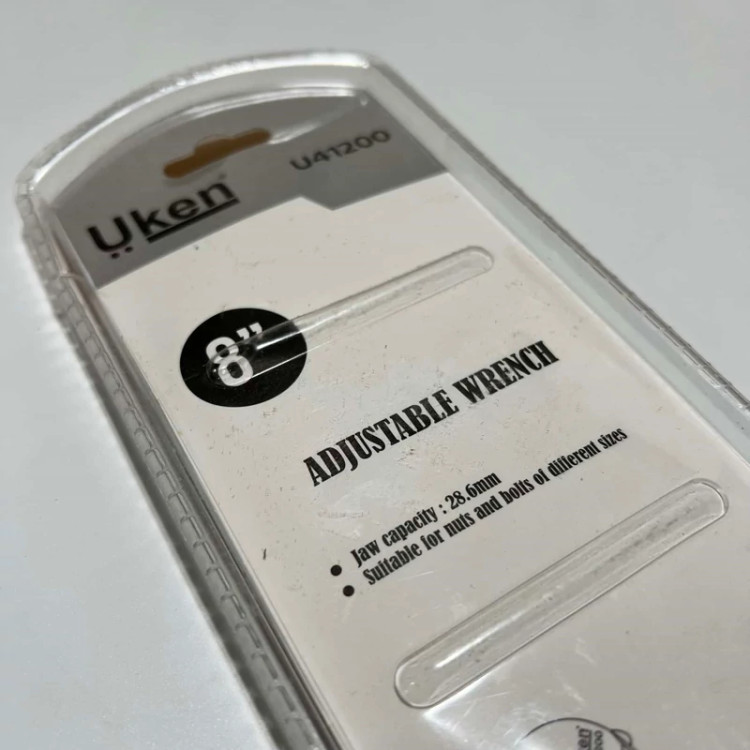 Uken
U41200
8”
ADJUSTABLE WRENCH
• Jaw capacity : 28.6mm
• Suitable for nuts and bolts of different sizes